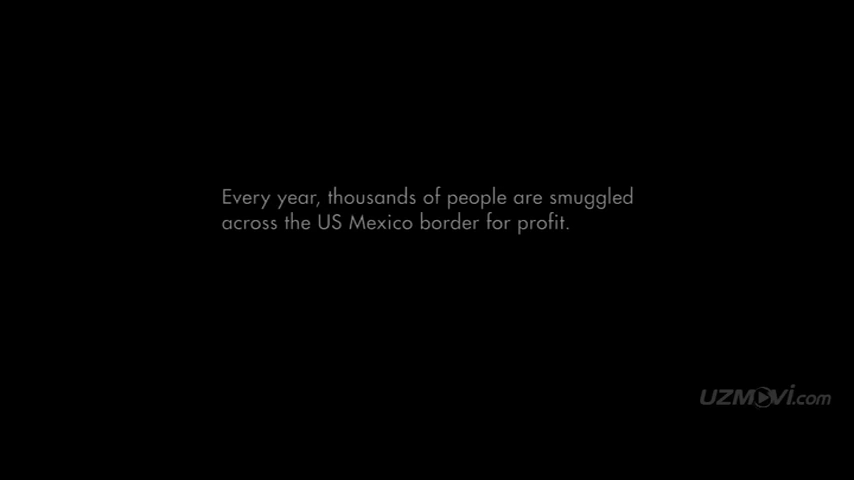 Every year, thousands of people are smuggled
across the US Mexico border for profit.
UZMOVi.com